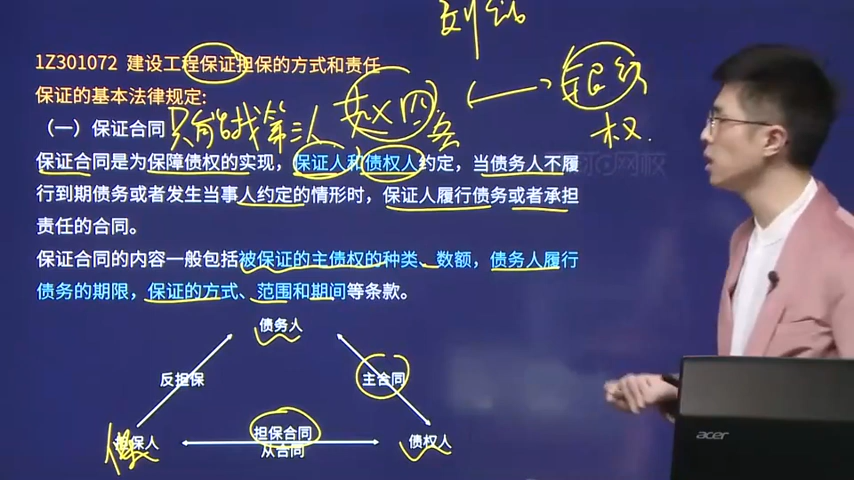 1Z301072 建设工程保证担保的方式和责任
保证的基本法律规定:
（一）保证合同 只能找第三人
权
保证合同是为保障债权的实现，保证人和债权人约定，当债务人不履
行到期债务或者发生当事人约定的情形时，保证人履行债务或者承担
责任的合同。
保证合同的内容一般包括被保证的主债权的种类、数额，债务人履行
债务的期限，保证的方式、范围和期间等条款。
债务人
反担保
主合同
担保合同
从合同
担保人
债权人
acer